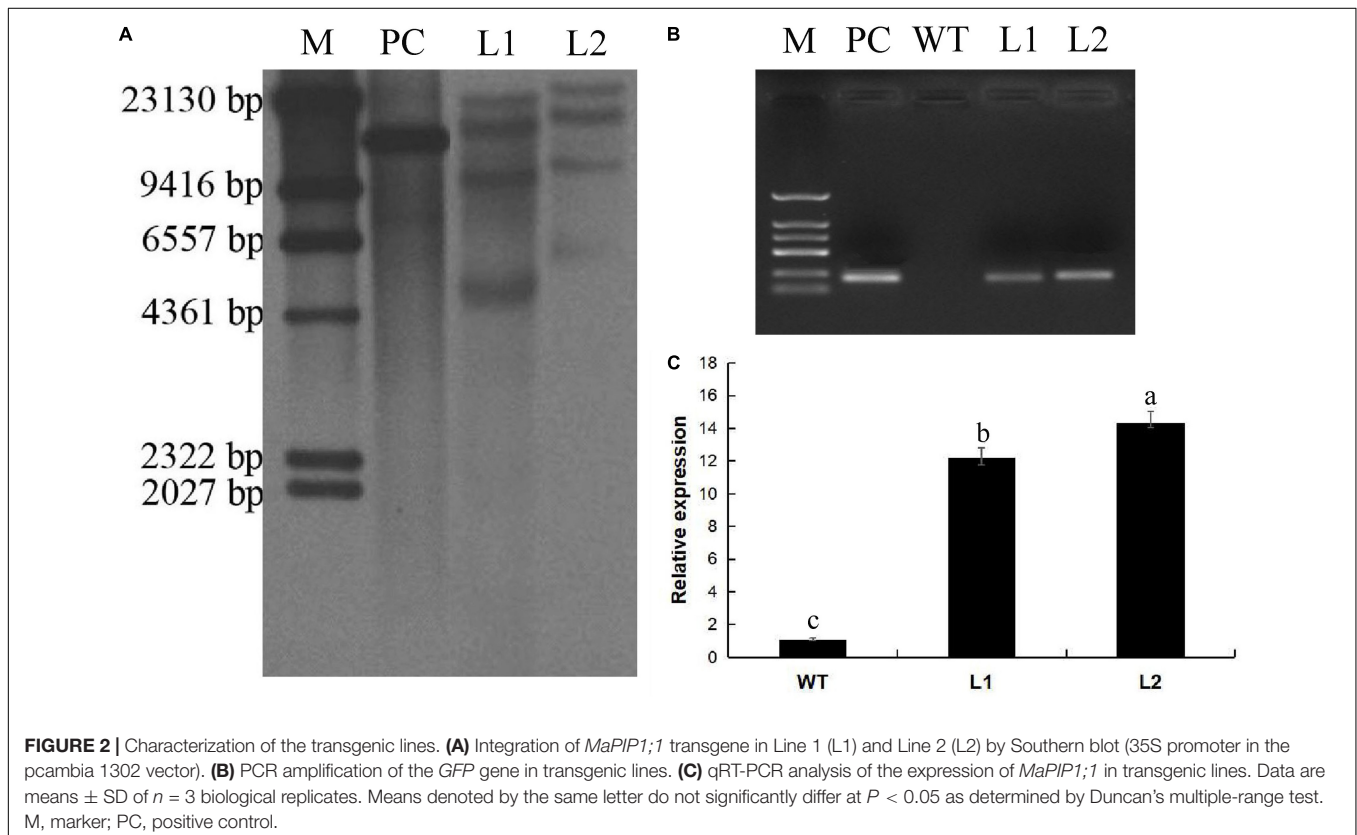 A
M PC L1 L2
23130 bp
9416 bp
6557 bp
4361 bp
2322 bp
2027 bp
B
M PC WT L1 L2
C
18
16
14
12
10
8
6
4
2
0
Relative expression
c
b
a
WT L1 L2
FIGURE 2 | Characterization of the transgenic lines. (A) Integration of MaPIP1;1 transgene in Line 1 (L1) and Line 2 (L2) by Southern blot (35S promoter in the
pcambia 1302 vector). (B) PCR amplification of the GFP gene in transgenic lines. (C) qRT-PCR analysis of the expression of MaPIP1;1 in transgenic lines. Data are
means ± SD of n = 3 biological replicates. Means denoted by the same letter do not significantly differ at P < 0.05 as determined by Duncan's multiple-range test.
M, marker; PC, positive control.